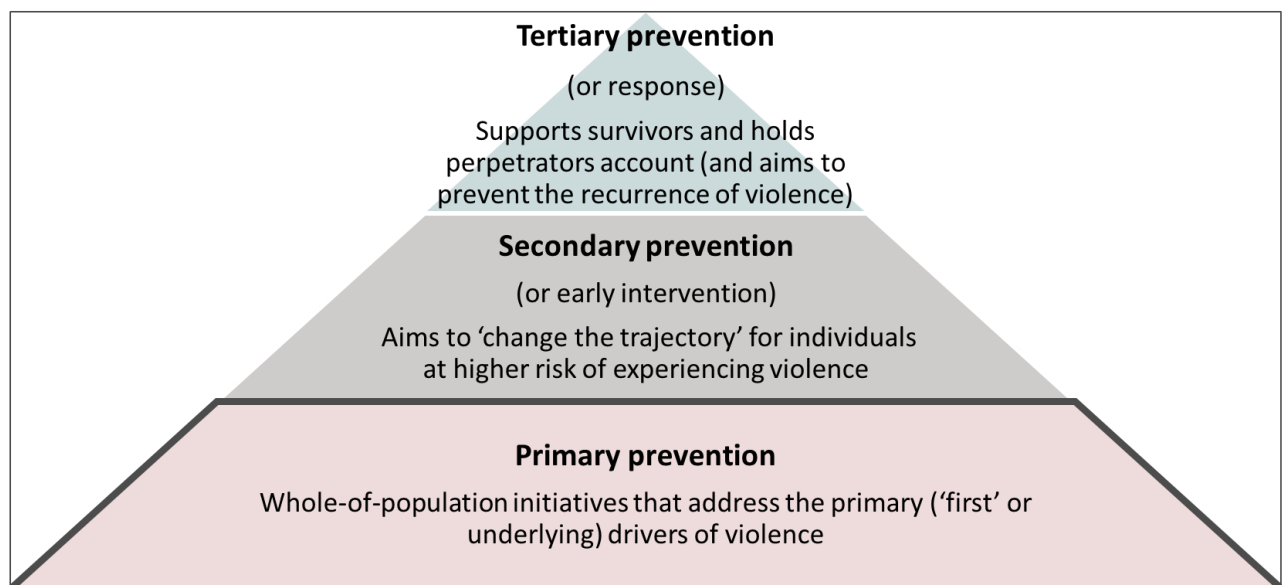 Tertiary prevention
(or response)
Supports survivors and holds
perpetrators account (and aims to
prevent the recurrence of violence)
Secondary prevention
(or early intervention)
Aims to ‘change the trajectory’ for individuals
at higher risk of experiencing violence
Primary prevention
Whole-of-population initiatives that address the primary (‘first’ or
underlying) drivers of violence